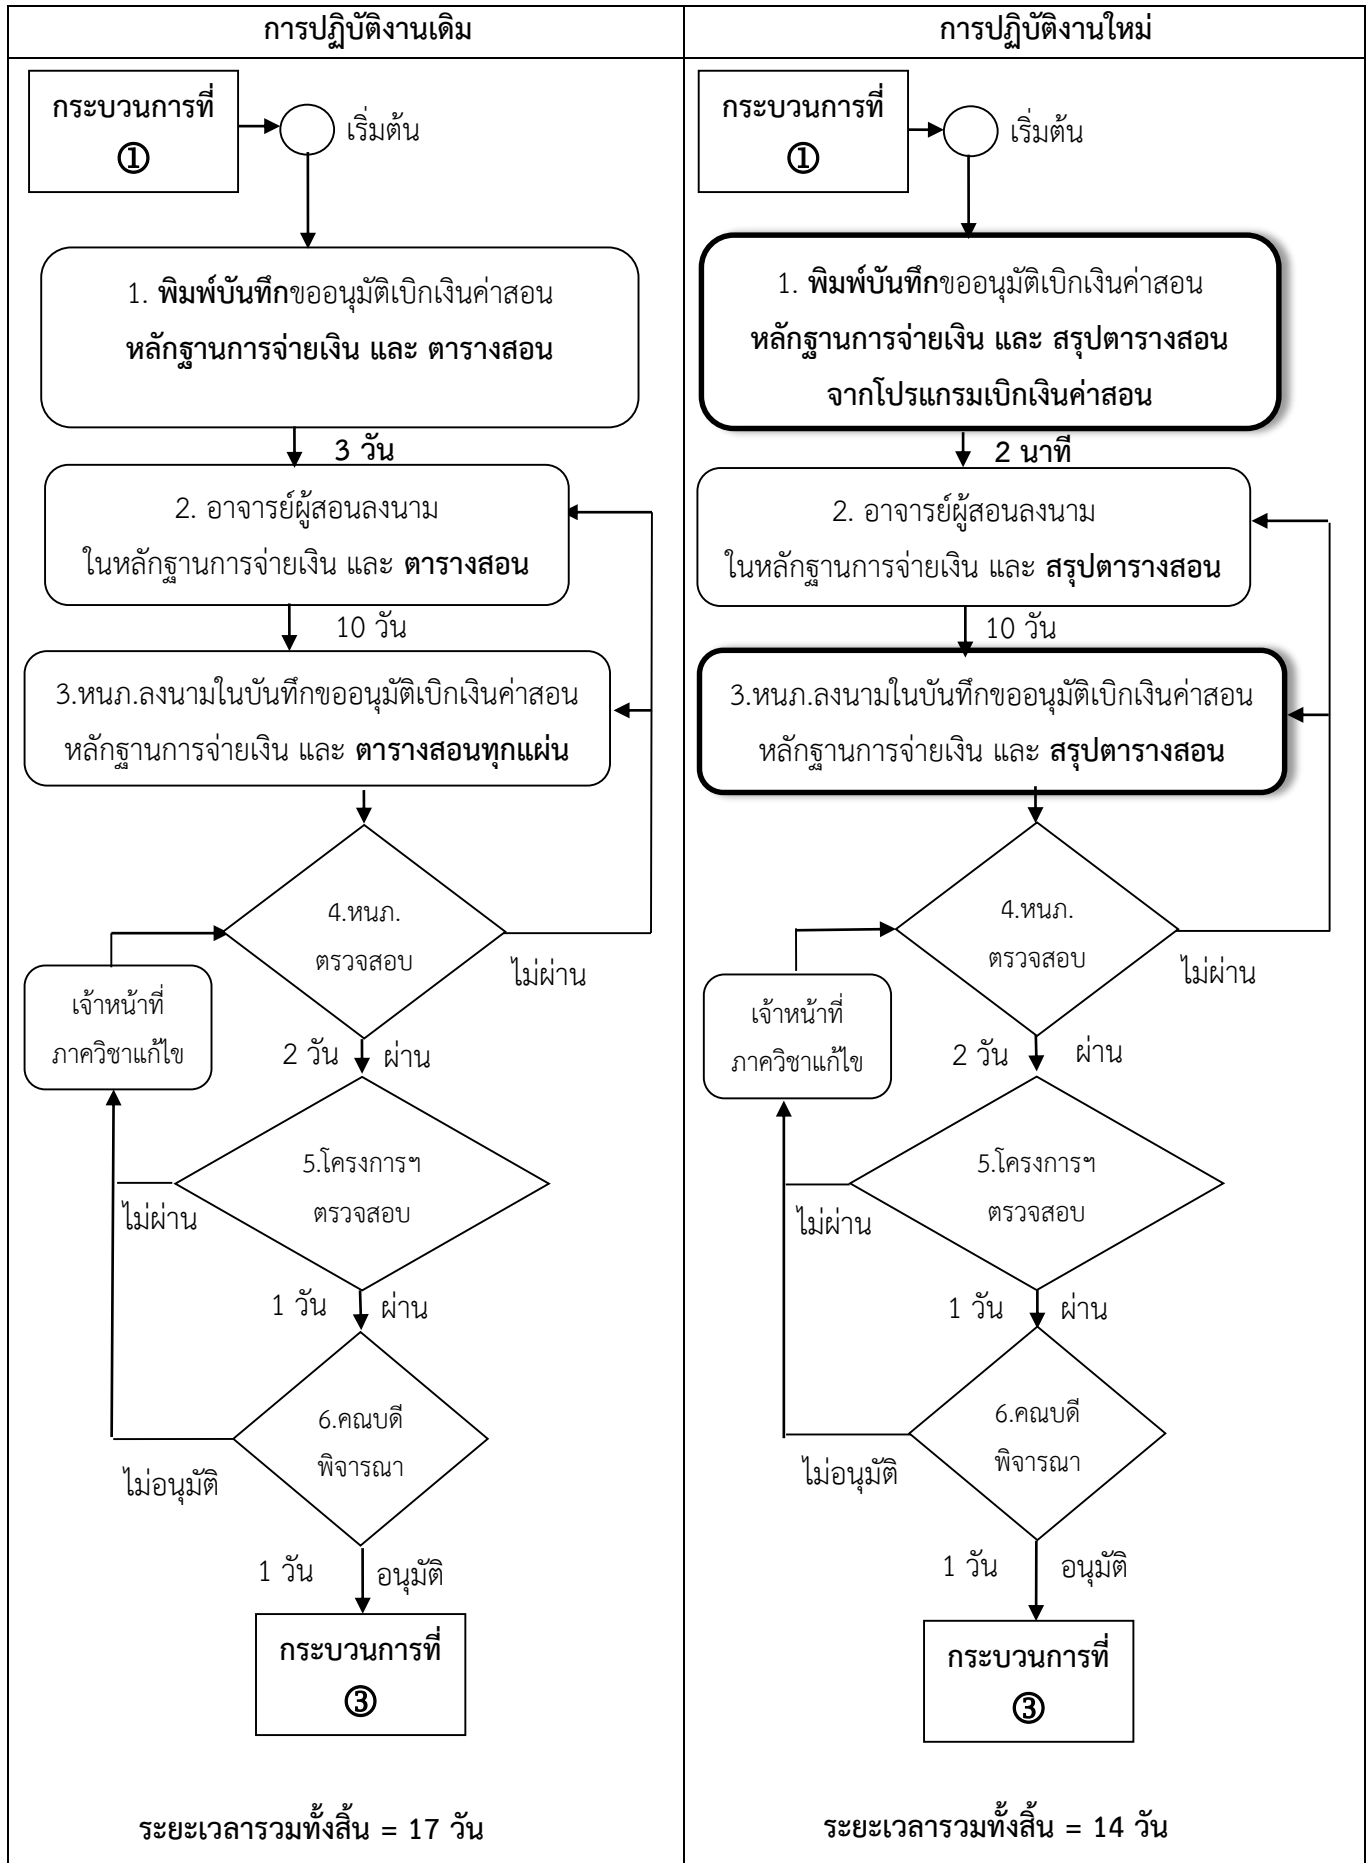 การปฏิบัติงานเดิม
กระบวนการที่
①
เริ่มต้น
1. พิมพ์บันทึกขออนุมัติเบิกเงินค่าสอน
หลักฐานการจ่ายเงิน และ ตารางสอน
3 วัน
2. อาจารย์ผู้สอนลงนาม
ในหลักฐานการจ่ายเงิน และ ตารางสอน
10 วัน
3.หนภ.ลงนามในบันทึกขออนุมัติเบิกเงินค่าสอน
หลักฐานการจ่ายเงิน และ ตารางสอนทุกแผ่น
4.หนภ.
ตรวจสอบ
ไม่ผ่าน
เจ้าหน้าที่
ภาควิชาแก้ไข
2 วัน ผ่าน
5.โครงการฯ
ตรวจสอบ
ไม่ผ่าน
1 วัน ผ่าน
6.คณบดี
พิจารณา
ไม่อนุมัติ
1 วัน อนุมัติ
กระบวนการที่
③
ระยะเวลารวมทั้งสิ้น = 17 วัน
การปฏิบัติงานใหม่
กระบวนการที่
①
เริ่มต้น
1. พิมพ์บันทึกขออนุมัติเบิกเงินค่าสอน
หลักฐานการจ่ายเงิน และ สรุปตารางสอน
จากโปรแกรมเบิกเงินค่าสอน
2 นาที
2. อาจารย์ผู้สอนลงนาม
ในหลักฐานการจ่ายเงิน และ สรุปตารางสอน
10 วัน
3.หนภ.ลงนามในบันทึกขออนุมัติเบิกเงินค่าสอน
หลักฐานการจ่ายเงิน และ สรุปตารางสอน
4.หนภ.
ตรวจสอบ
ไม่ผ่าน
เจ้าหน้าที่
ภาควิชาแก้ไข
2 วัน ผ่าน
5.โครงการฯ
ตรวจสอบ
ไม่ผ่าน
1 วัน ผ่าน
6.คณบดี
พิจารณา
ไม่อนุมัติ
1 วัน อนุมัติ
กระบวนการที่
③
ระยะเวลารวมทั้งสิ้น = 14 วัน